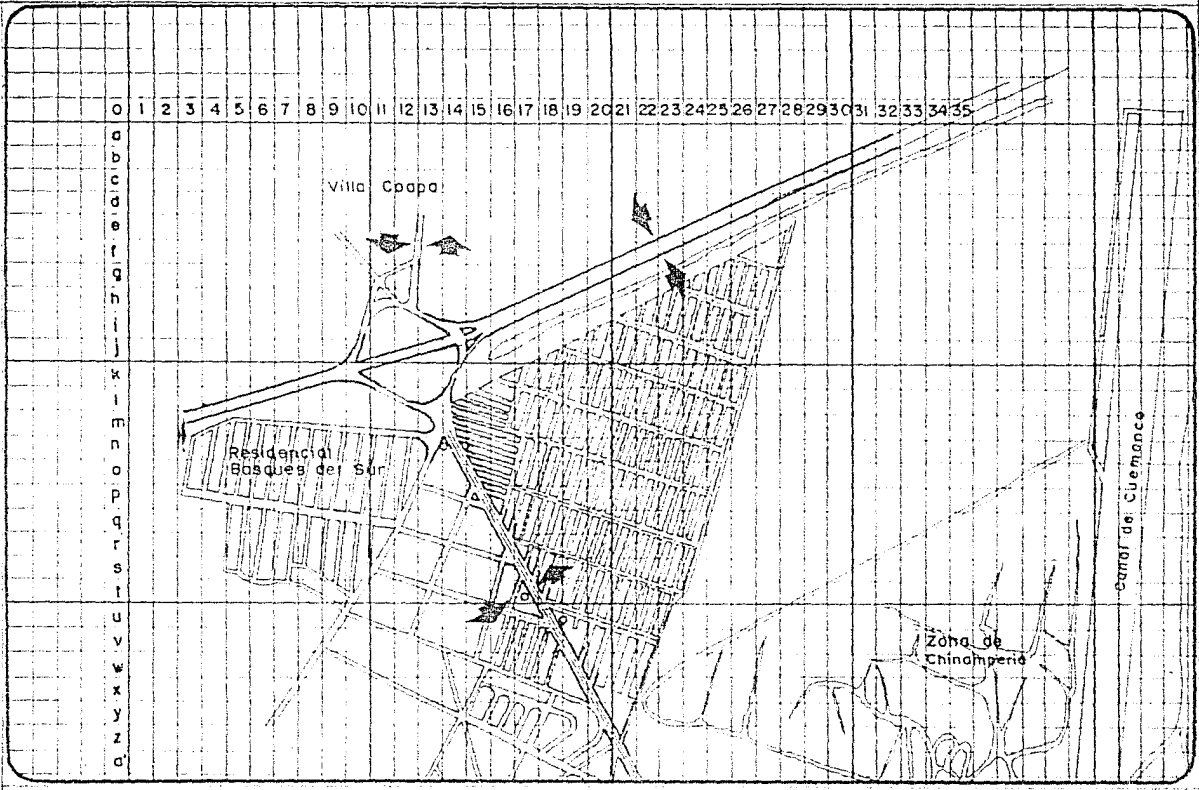 0 1 2 3 4 5 6 7 8 9 10 11 12 13 14 15 16 17 18 19 20 21 22 23 24 25 26 27 28 29 30 31 32 33 34 35
a
b
c
d
e
f
g
h
i
j
k
l
m
n
o
p
q
r
s
t
u
v
w
x
y
z
a'
Villa Coapa
Residencial
Bosques del Sur
Canal de Cuemanco
Zona de
Chinamperia